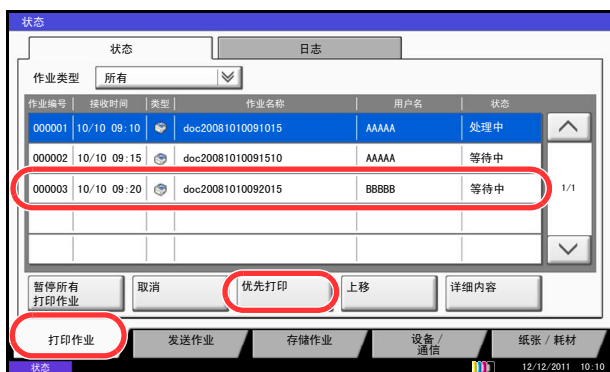 状态
状态 日志
作业类型 所有
作业编号 接收时间 类型 作业名称 用户名 状态
000001 10/10 09:10 doc20081010091015 AAAAA 处理中
000002 10/10 09:15 doc20081010091510 AAAAA 等待中
000003 10/10 09:20 doc20081010092015 BBBBB 等待中 1/1
暂停所有
打印作业
取消 优先打印 上移 详细内容
打印作业 发送作业 存储作业 设备 /
通信
纸张 / 耗材
状态 12/12/2011 10:10